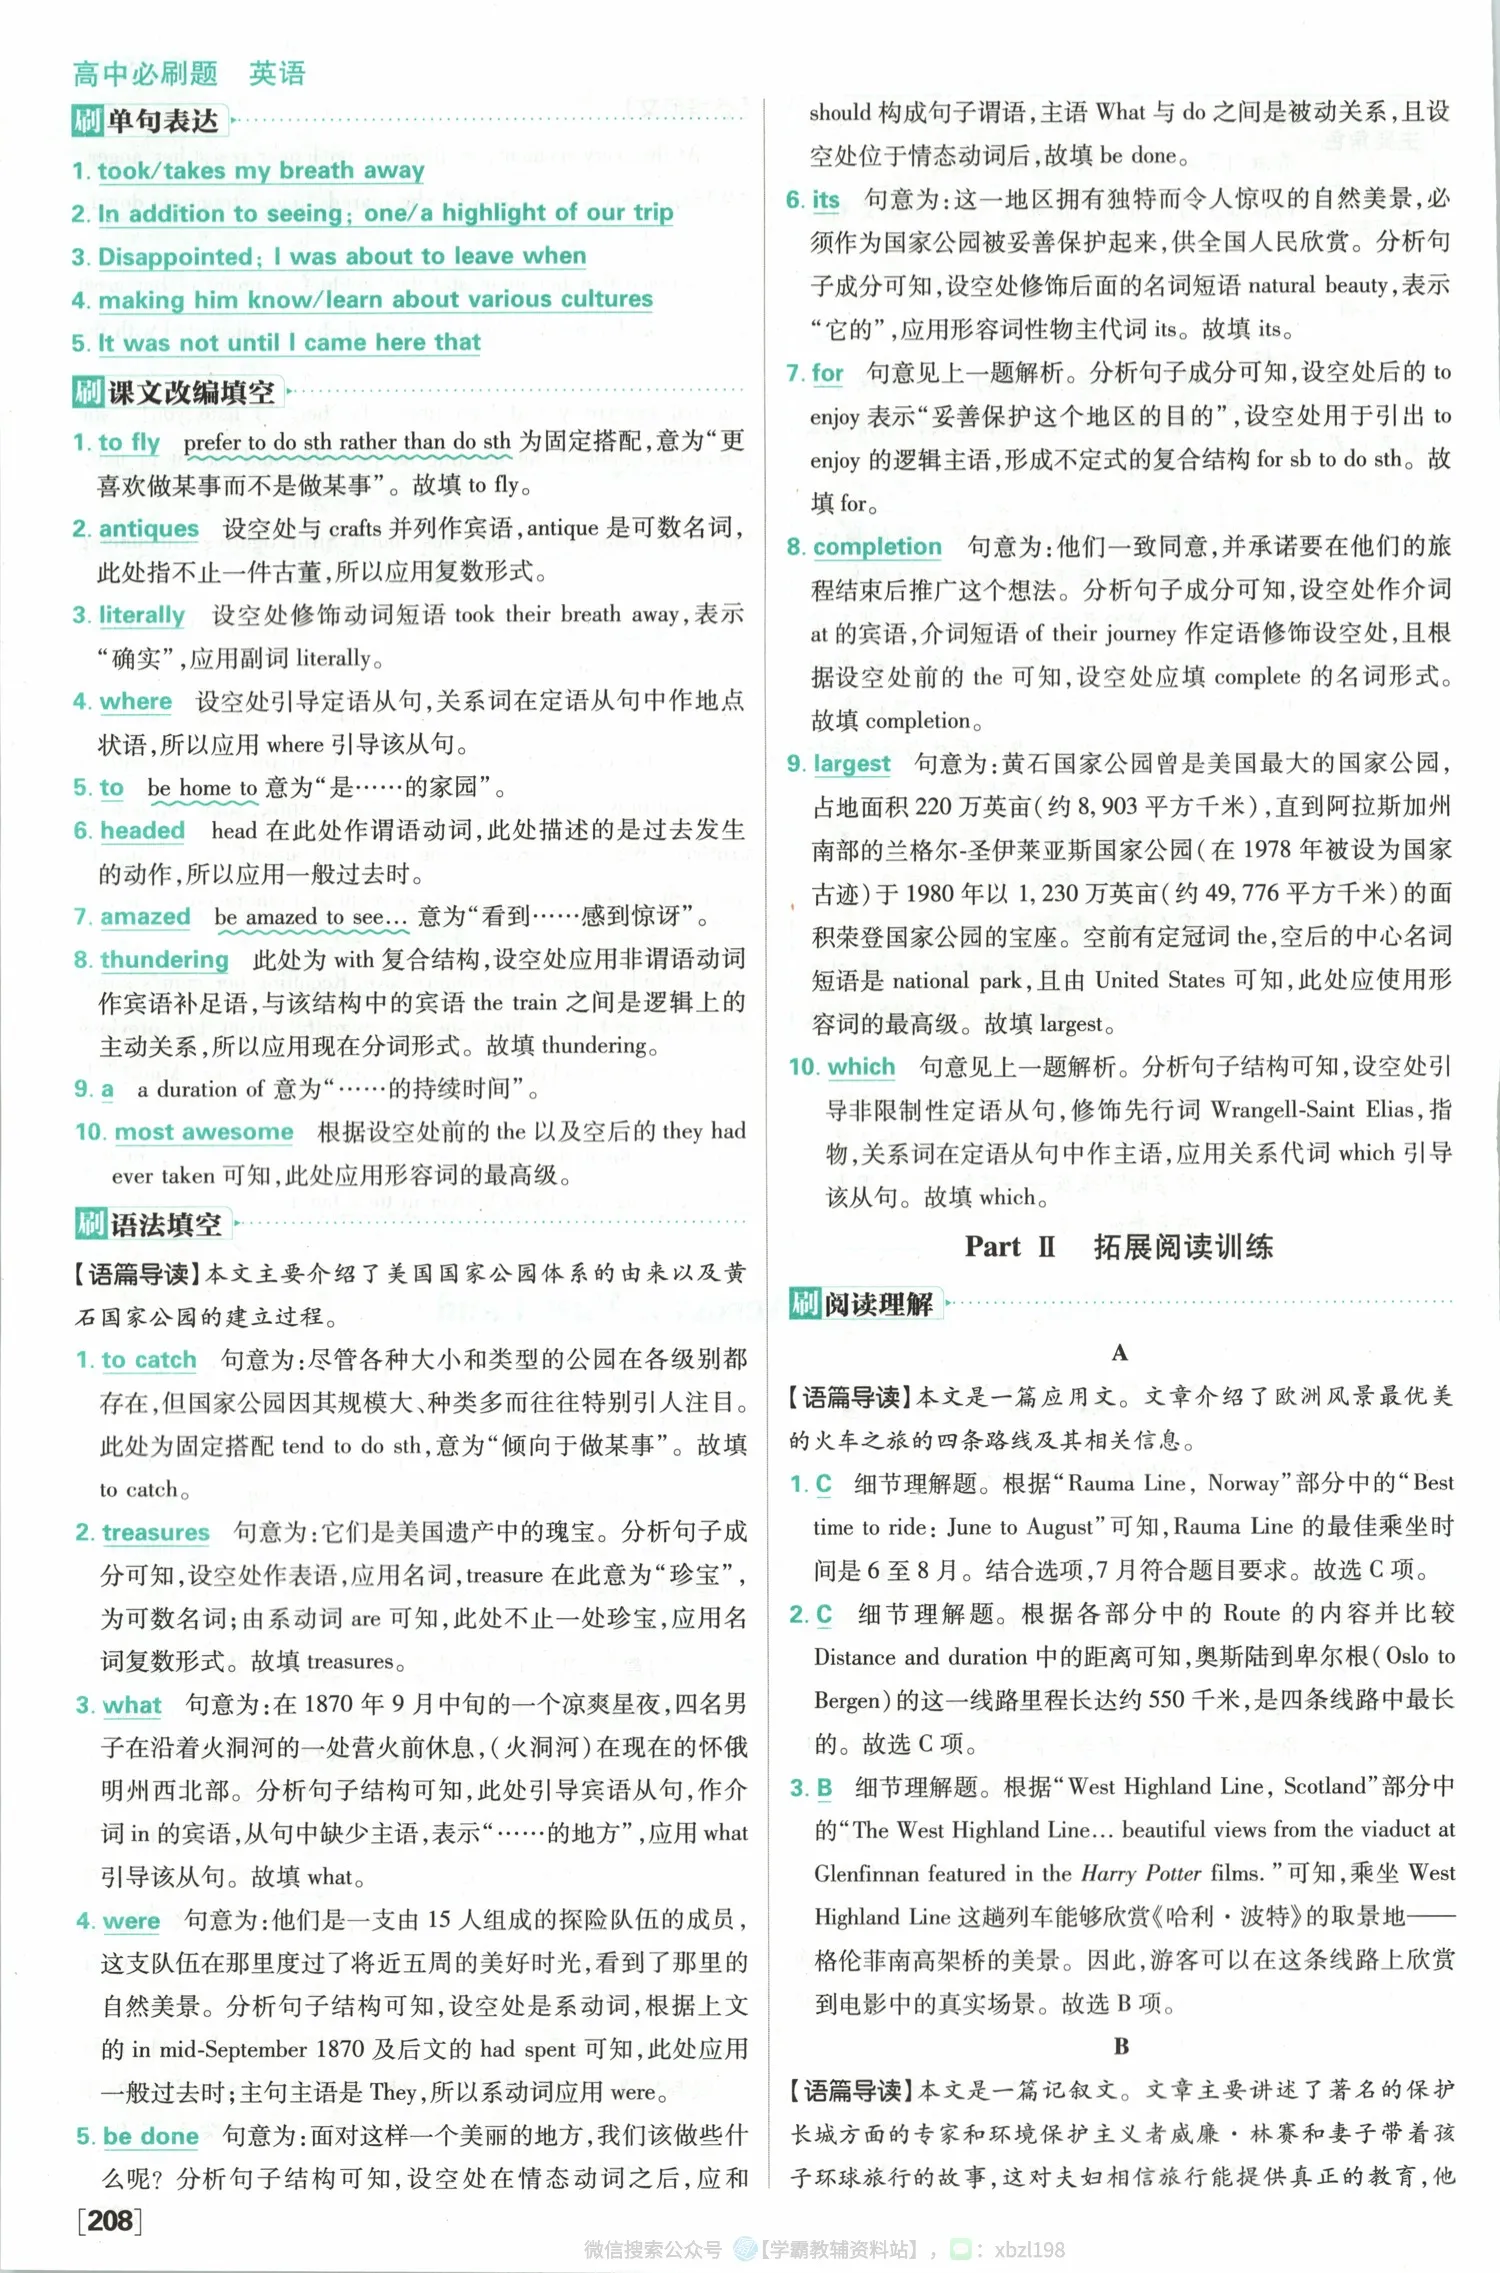 高中必刷题 英语
刷 单句表达
1. took/takes my breath away
2. In addition to seeing; one/a highlight of our trip
3. Disappointed; I was about to leave when
4. making him know/learn about various cultures
5. It was not until I came here that
刷 课文改编填空
1. to fly prefer to do sth rather than do sth 为固定搭配,意为“更
喜欢做某事而不是做某事”。故填 to fly。
2. antiques 设空处与 crafts 并列作宾语,antique 是可数名词,
此处指不止一件古董,所以应用复数形式。
3. literally 设空处修饰动词短语 took their breath away,表示
“确实”,应用副词 literally。
4. where 设空处引导定语从句,关系词在定语从句中作地点
状语,所以应用 where 引导该从句。
5. to be home to 意为“是……的家园”。
6. headed head 在此处作谓语动词,此处描述的是过去发生
的动作,所以应用一般过去时。
7. amazed be amazed to see… 意为“看到……感到惊讶”。
8. thundering 此处为 with 复合结构,设空处应用非谓语动词
作宾语补足语,与该结构中的宾语 the train 之间是逻辑上的
主动关系,所以应用现在分词形式。故填 thundering。
9. a a duration of 意为“……的持续时间”。
10. most awesome 根据设空处前的 the 以及空后的 they had
ever taken 可知,此处应用形容词的最高级。
刷 语法填空
【语篇导读】本文主要介绍了美国国家公园体系的由来以及黄
石国家公园的建立过程。
1. to catch 句意为:尽管各种大小和类型的公园在各级别都
存在,但国家公园因其规模大、种类多而往往特别引人注目。
此处为固定搭配 tend to do sth,意为“倾向于做某事”。故填
to catch。
2. treasures 句意为:它们是美国遗产中的瑰宝。分析句子成
分可知,设空处作表语,应用名词,treasure 在此意为“珍宝”,
为可数名词;由系动词 are 可知,此处不止一处珍宝,应用名
词复数形式。故填 treasures。
3. what 句意为:在 1870 年 9 月中旬的一个凉爽星夜,四名男
子在沿着火洞河的一处营火前休息,(火洞河)在现在的怀俄
明州西北部。分析句子结构可知,此处引导宾语从句,作介
词 in 的宾语,从句中缺少主语,表示“……的地方”,应用 what
引导该从句。故填 what。
4. were 句意为:他们是一支由 15 人组成的探险队伍的成员,
这支队伍在那里度过了将近五周的美好时光,看到了那里的
自然美景。分析句子结构可知,设空处是系动词,根据上文
的 in mid-September 1870 及后文的 had spent 可知,此处应用
一般过去时;主句主语是 They,所以系动词应用 were。
5. be done 句意为:面对这样一个美丽的地方,我们该做些什
么呢? 分析句子结构可知,设空处在情态动词之后,应和
[208]
should 构成句子谓语,主语 What 与 do 之间是被动关系,且设
空处位于情态动词后,故填 be done。
6. its 句意为:这一地区拥有独特而令人惊叹的自然美景,必
须作为国家公园被妥善保护起来,供全国人民欣赏。分析句
子成分可知,设空处修饰后面的名词短语 natural beauty,表示
“它的”,应用形容词性物主代词 its。故填 its。
7. for 句意见上一题解析。分析句子成分可知,设空处后的 to
enjoy 表示“妥善保护这个地区的目的”,设空处用于引出 to
enjoy 的逻辑主语,形成不定式的复合结构 for sb to do sth。故
填 for。
8. completion 句意为:他们一致同意,并承诺要在他们的旅
程结束后推广这个想法。分析句子成分可知,设空处作介词
at 的宾语,介词短语 of their journey 作定语修饰设空处,且根
据设空处前的 the 可知,设空处应填 complete 的名词形式。
故填 completion。
9. largest 句意为:黄石国家公园曾是美国最大的国家公园,
占地面积 220 万英亩(约 8,903 平方千米),直到阿拉斯加州
南部的兰格尔-圣伊莱亚斯国家公园(在 1978 年被设为国家
古迹)于 1980 年以 1,230 万英亩(约 49,776 平方千米)的面
积荣登国家公园的宝座。空前有定冠词 the,空后的中心名词
短语是 national park,且由 United States 可知,此处应使用形
容词的最高级。故填 largest。
10. which 句意见上一题解析。分析句子结构可知,设空处引
导非限制性定语从句,修饰先行词 Wrangell-Saint Elias,指
物,关系词在定语从句中作主语,应用关系代词 which 引导
该从句。故填 which。
Part Ⅱ 拓展阅读训练
刷 阅读理解
A
【语篇导读】本文是一篇应用文。文章介绍了欧洲风景最优美
的火车之旅的四条路线及其相关信息。
1. C 细节理解题。根据“Rauma Line, Norway”部分中的“Best
time to ride: June to August”可知,Rauma Line 的最佳乘坐时
间是 6 至 8 月。结合选项,7 月符合题目要求。故选 C 项。
2. C 细节理解题。根据各部分中的 Route 的内容并比较
Distance and duration 中的距离可知,奥斯陆到卑尔根(Oslo to
Bergen)的这一线路里程长达约 550 千米,是四条线路中最长
的。故选 C 项。
3. B 细节理解题。根据“West Highland Line, Scotland”部分中
的“The West Highland Line… beautiful views from the viaduct at
Glenfinnan featured in the Harry Potter films.”可知,乘坐 West
Highland Line 这趟列车能够欣赏《哈利·波特》的取景地——
格伦菲南高架桥的美景。因此,游客可以在这条线路上欣赏
到电影中的真实场景。故选 B 项。
B
【语篇导读】本文是一篇记叙文。文章主要讲述了著名的保护
长城方面的专家和环境保护主义者威廉·林赛和妻子带着孩
子环球旅行的故事,这对夫妇相信旅行能提供真正的教育,他
微信搜索公众号 【学霸教辅资料站】, : xbzl198